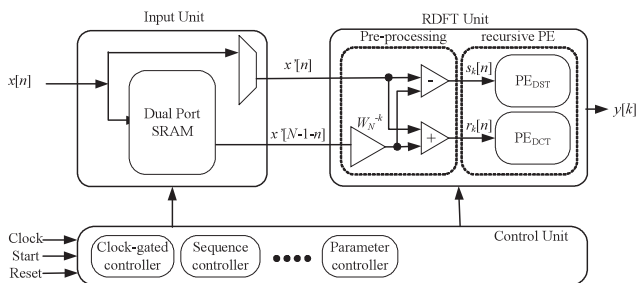 Input Unit
RDFT Unit
Pre-processing
recursive PE
x[n]
Dual Port
SRAM
x'[n]
x'[N-1-n]
W_N^-k
-
+
s_k[n]
r_k[n]
PE_DST
PE_DCT
y[k]
Clock
Start
Reset
Clock-gated
controller
Sequence
controller
Parameter
controller
Control Unit